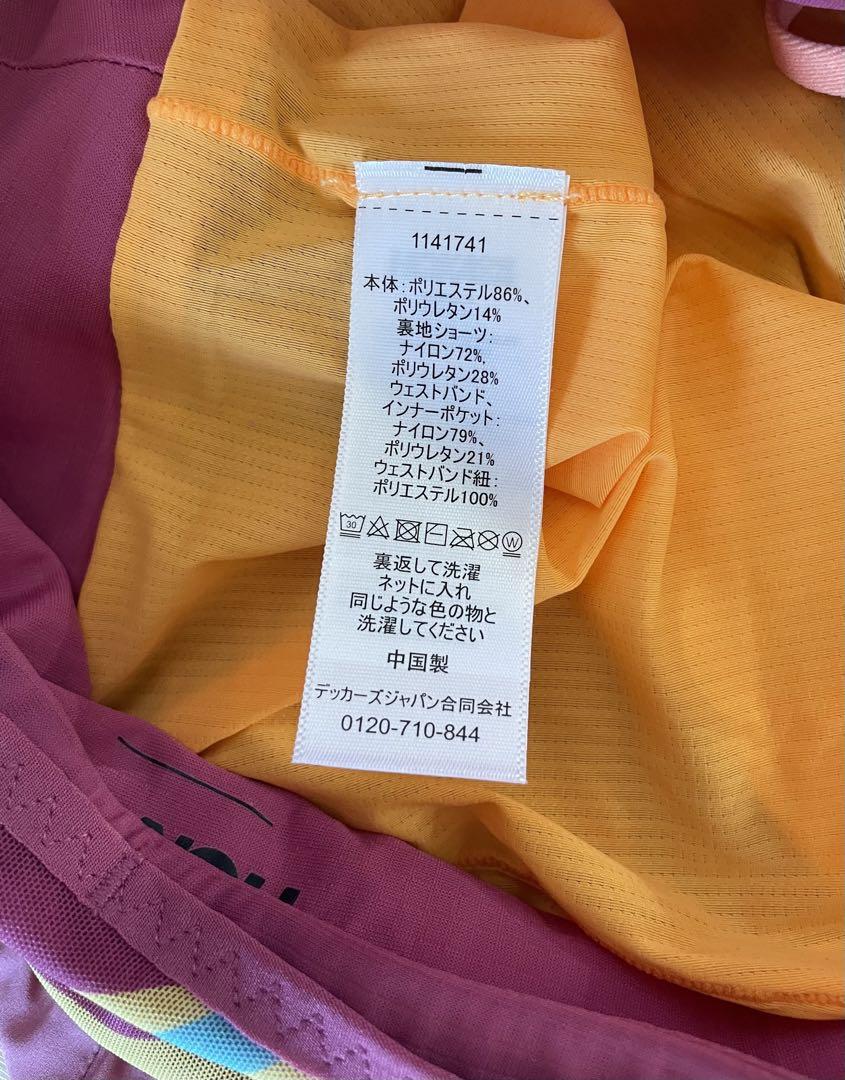 1141741
本体：ポリエステル86%、
ポリウレタン14%
裏地ショーツ：
ナイロン72%、
ポリウレタン28%
ウェストバンド、
インナーポケット：
ナイロン79%、
ポリウレタン21%
ウェストバンド紐：
ポリエステル100%
30 W
裏返して洗濯
ネットに入れ
同じような色の物と
洗濯してください
中国製
デッカーズジャパン合同会社
0120-710-844